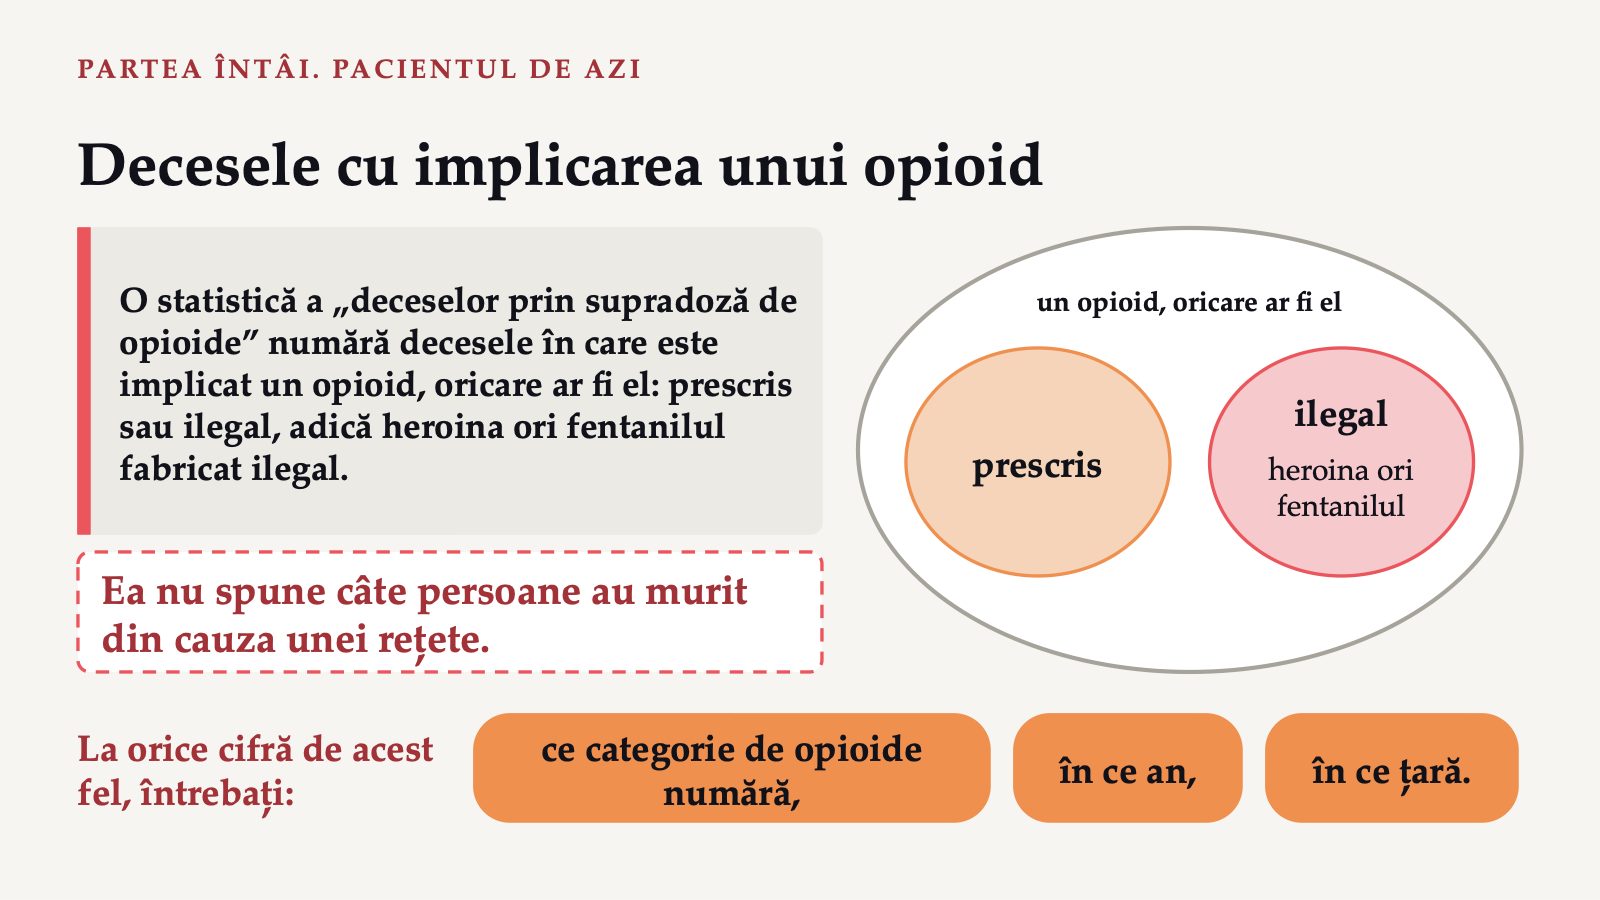 PARTEA ÎNTÂI. PACIENTUL DE AZI
Decesele cu implicarea unui opioid
O statistică a „deceselor prin supradoză de
opioide” numără decesele în care este
implicat un opioid, oricare ar fi el: prescris
sau ilegal, adică heroina ori fentanilul
fabricat ilegal.
Ea nu spune câte persoane au murit
din cauza unei rețete.
un opioid, oricare ar fi el
prescris
ilegal
heroina ori
fentanilul
La orice cifră de acest
fel, întrebați:
ce categorie de opioide
numără,
în ce an,
în ce țară.